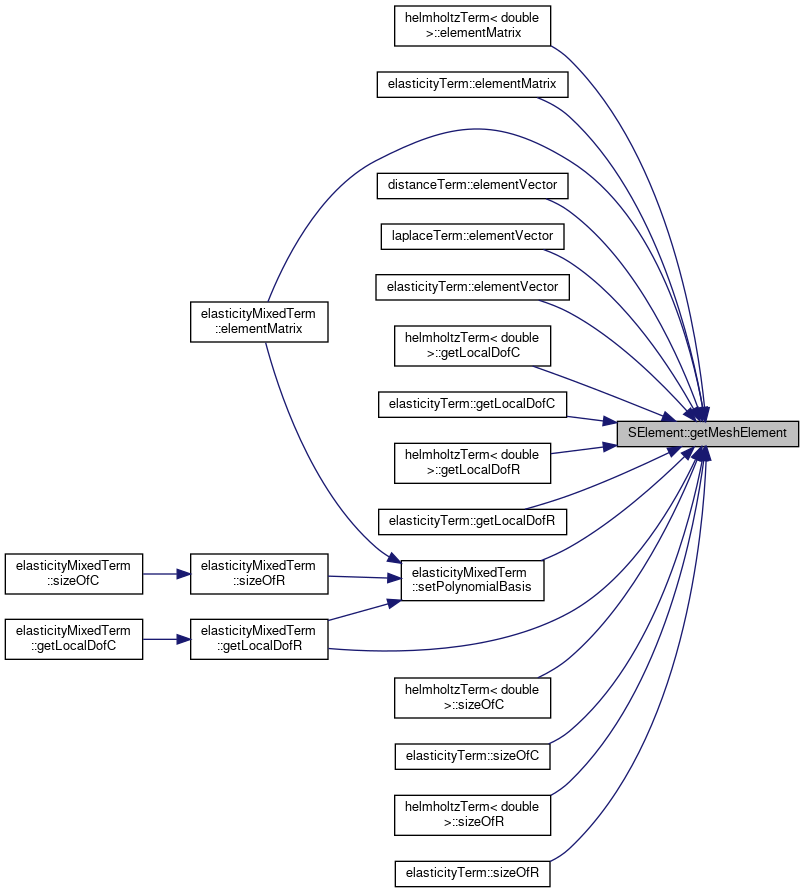 helmholtzTerm< double
>::elementMatrix
elasticityTerm::elementMatrix
distanceTerm::elementVector
laplaceTerm::elementVector
elasticityTerm::elementVector
elasticityMixedTerm
::elementMatrix
helmholtzTerm< double
>::getLocalDofC
elasticityTerm::getLocalDofC
SElement::getMeshElement
helmholtzTerm< double
>::getLocalDofR
elasticityTerm::getLocalDofR
elasticityMixedTerm
::sizeOfC
elasticityMixedTerm
::sizeOfR
elasticityMixedTerm
::setPolynomialBasis
elasticityMixedTerm
::getLocalDofC
elasticityMixedTerm
::getLocalDofR
helmholtzTerm< double
>::sizeOfC
elasticityTerm::sizeOfC
helmholtzTerm< double
>::sizeOfR
elasticityTerm::sizeOfR